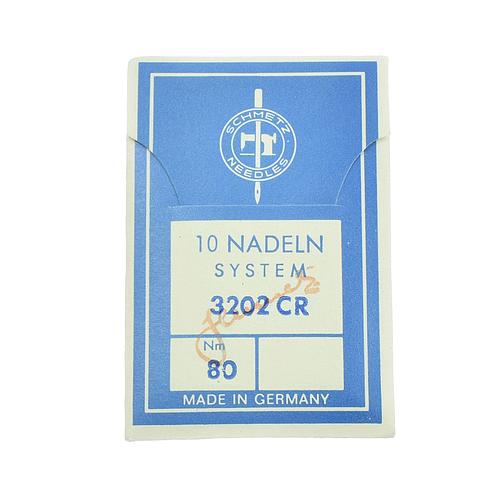 SCHMETZ
NEEDLES
10 NADELN
SYSTEM
3202 CR
Nm
80
MADE IN GERMANY